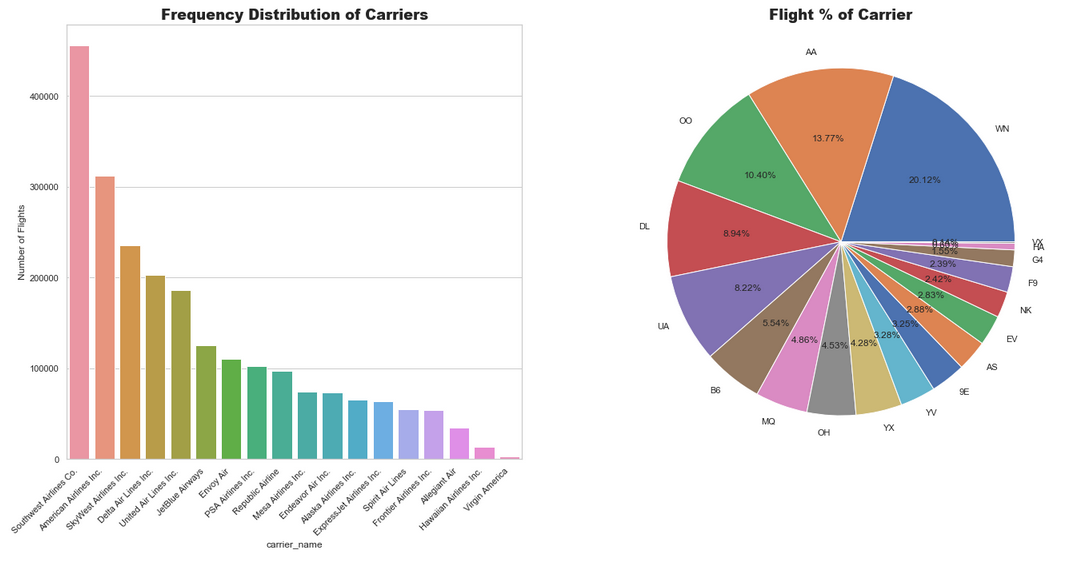 Frequency Distribution of Carriers
Number of Flights
400000
300000
200000
100000
0
Southwest Airlines Co.
American Airlines Inc.
SkyWest Airlines Inc.
Delta Air Lines Inc.
United Air Lines Inc.
JetBlue Airways
Envoy Air
PSA Airlines Inc.
Republic Airline
Mesa Airlines Inc.
Endeavor Air Inc.
Alaska Airlines Inc.
ExpressJet Airlines Inc.
Spirit Air Lines
Frontier Airlines Inc.
Allegiant Air
Hawaiian Airlines Inc.
Virgin America
carrier_name
Flight % of Carrier
WN
20.12%
AA
13.77%
OO
10.40%
DL
8.94%
UA
8.22%
B6
5.54%
MQ
4.86%
OH
4.53%
YX
4.28%
YV
3.28%
9E
3.25%
AS
2.88%
EV
2.83%
NK
2.42%
F9
2.39%
G4
1.55%
HA
VX